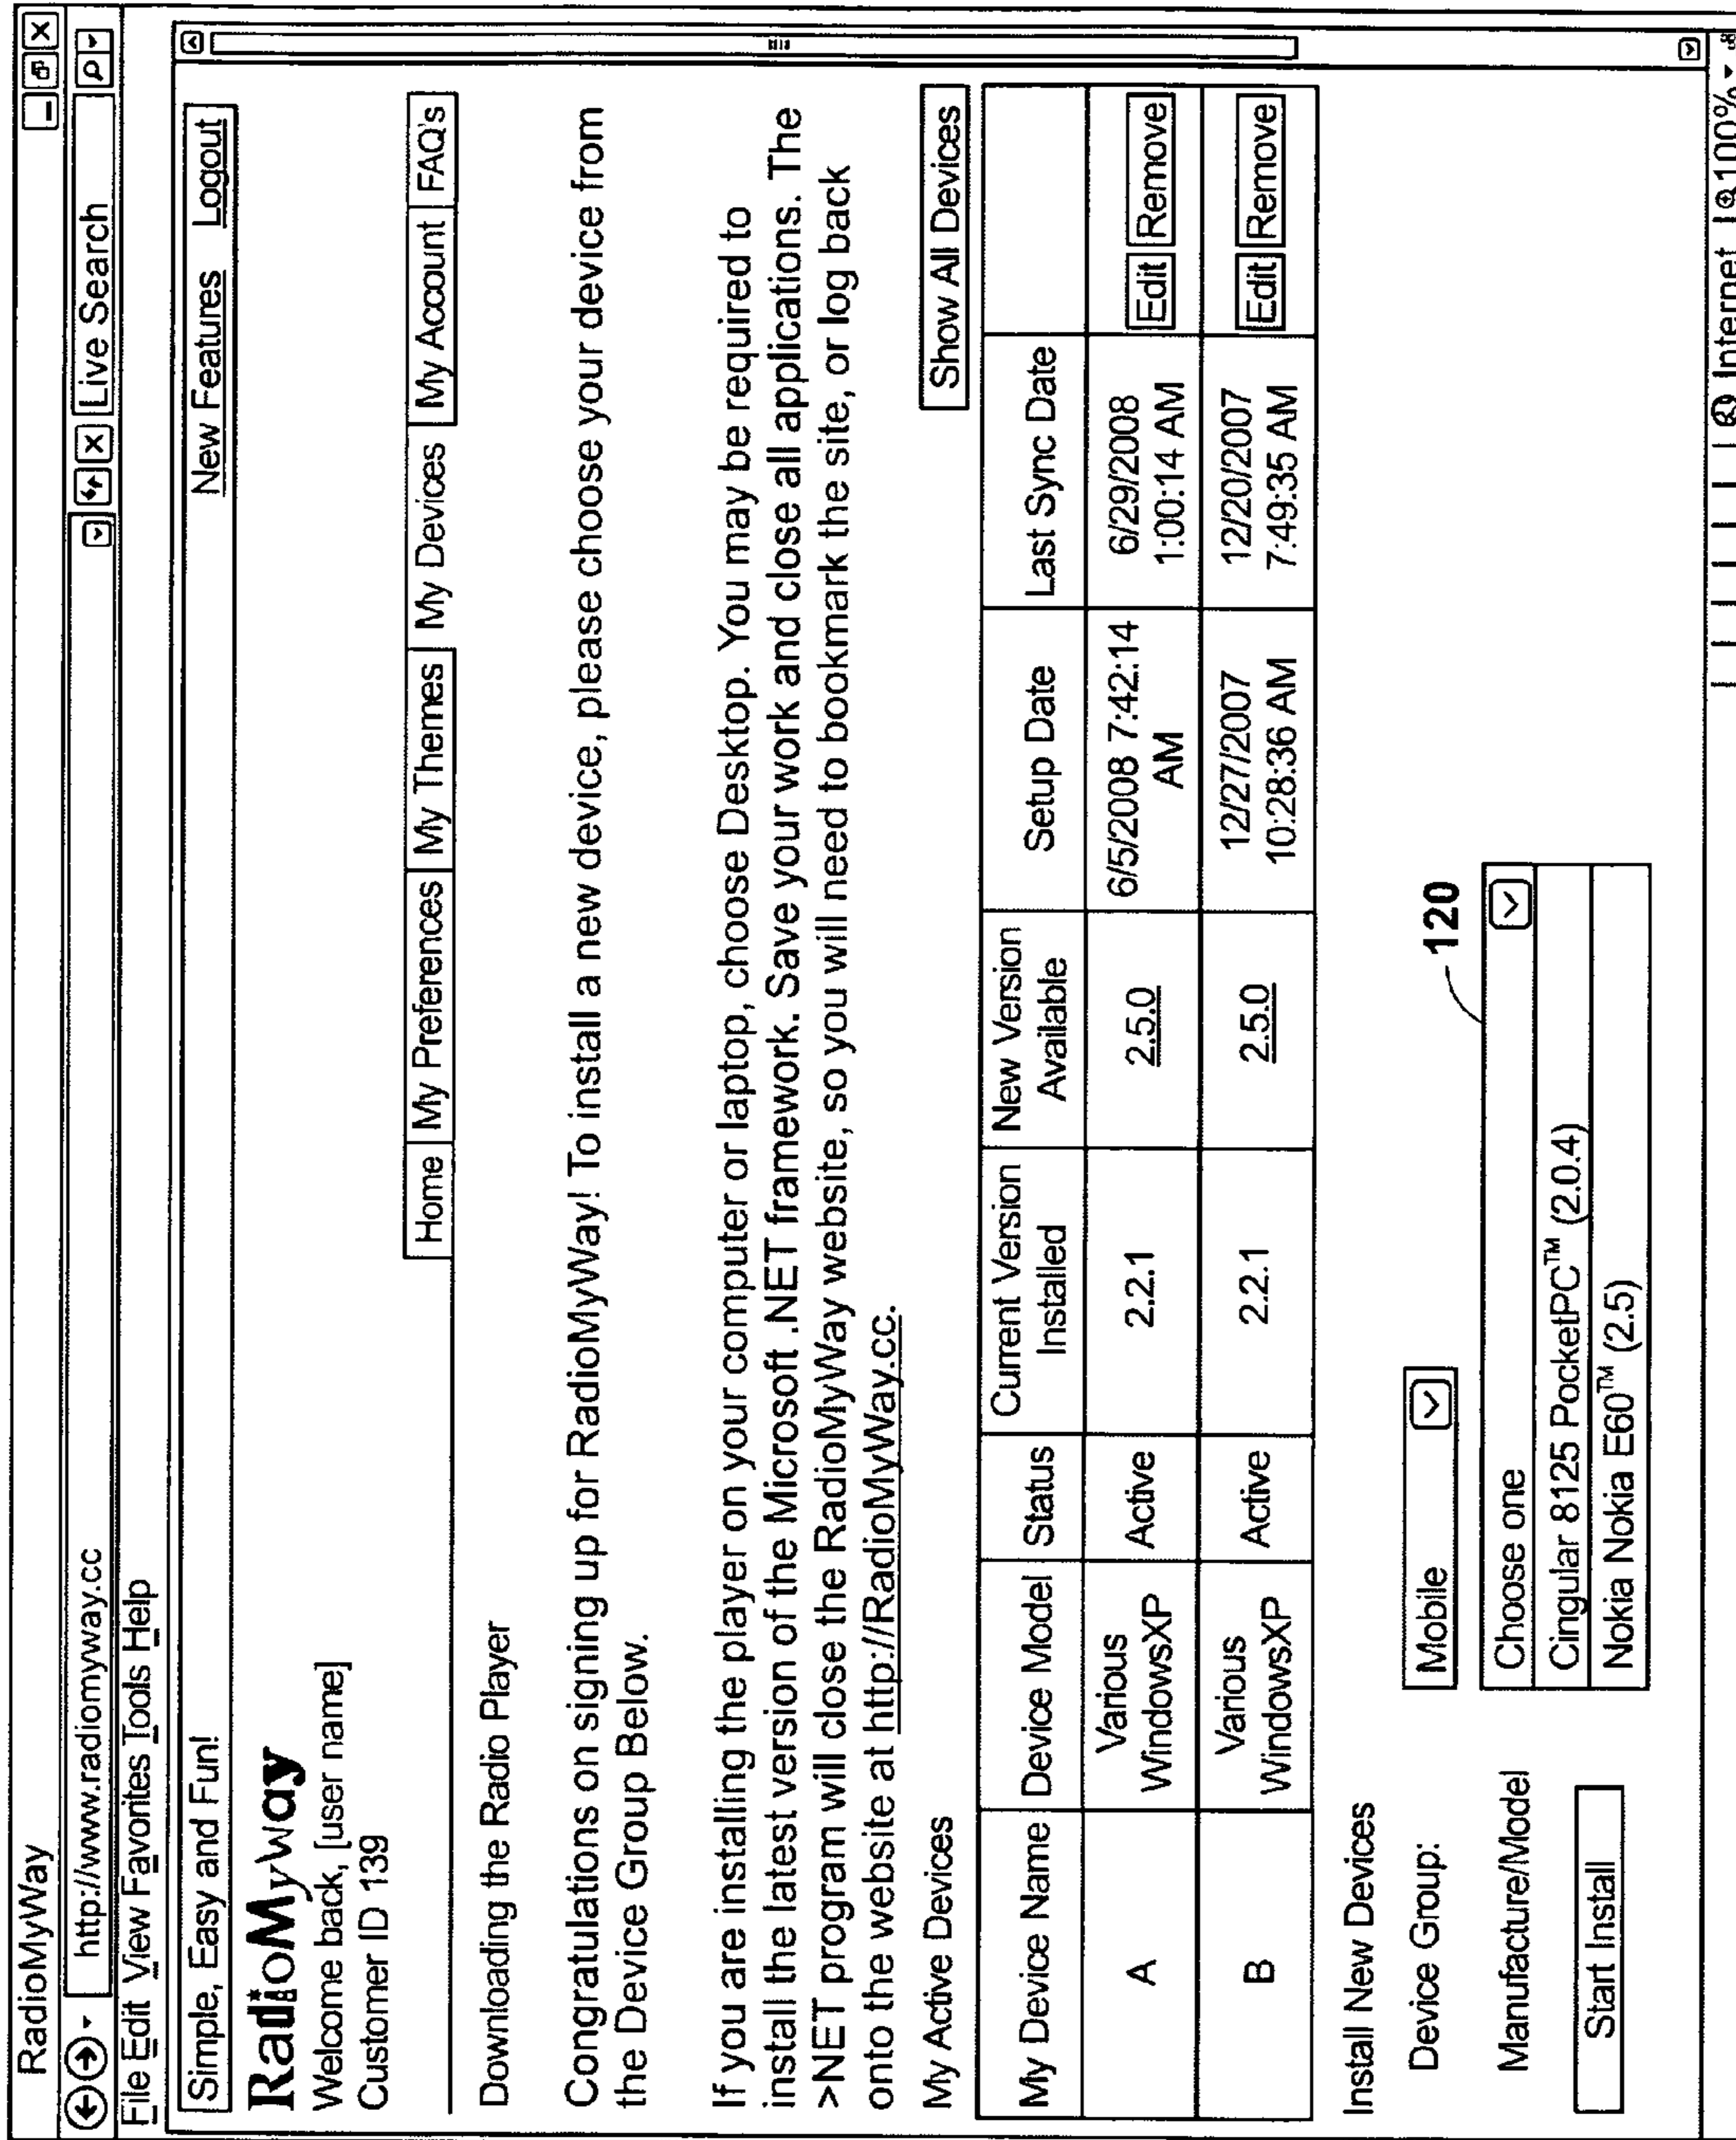 RadioMyWay
http://www.radiomyway.cc
Live Search
File Edit View Favorites Tools Help
Simple, Easy and Fun!
New Features Logout
RadioMyWay
Welcome back, [user name]
Customer ID 139
Home My Preferences My Themes My Devices My Account FAQ's
Downloading the Radio Player
Congratulations on signing up for RadioMyWay! To install a new device, please choose your device from
the Device Group Below.
If you are installing the player on your computer or laptop, choose Desktop. You may be required to
install the latest version of the Microsoft .NET framework. Save your work and close all applications. The
>NET program will close the RadioMyWay website, so you will need to bookmark the site, or log back
onto the website at http://RadioMyWay.cc.
My Active Devices
Show All Devices
My Device Name Device Model Status Current Version Installed New Version Available Setup Date Last Sync Date
A Various WindowsXP Active 2.2.1 2.5.0 6/5/2008 7:42:14 AM 6/29/2008 1:00:14 AM Edit Remove
B Various WindowsXP Active 2.2.1 2.5.0 12/27/2007 10:28:36 AM 12/20/2007 7:49:35 AM Edit Remove
Install New Devices
Device Group: Mobile
120
Manufacture/Model Choose one
Cingular 8125 PocketPC™ (2.0.4)
Nokia Nokia E60™ (2.5)
Start Install
Internet 100%